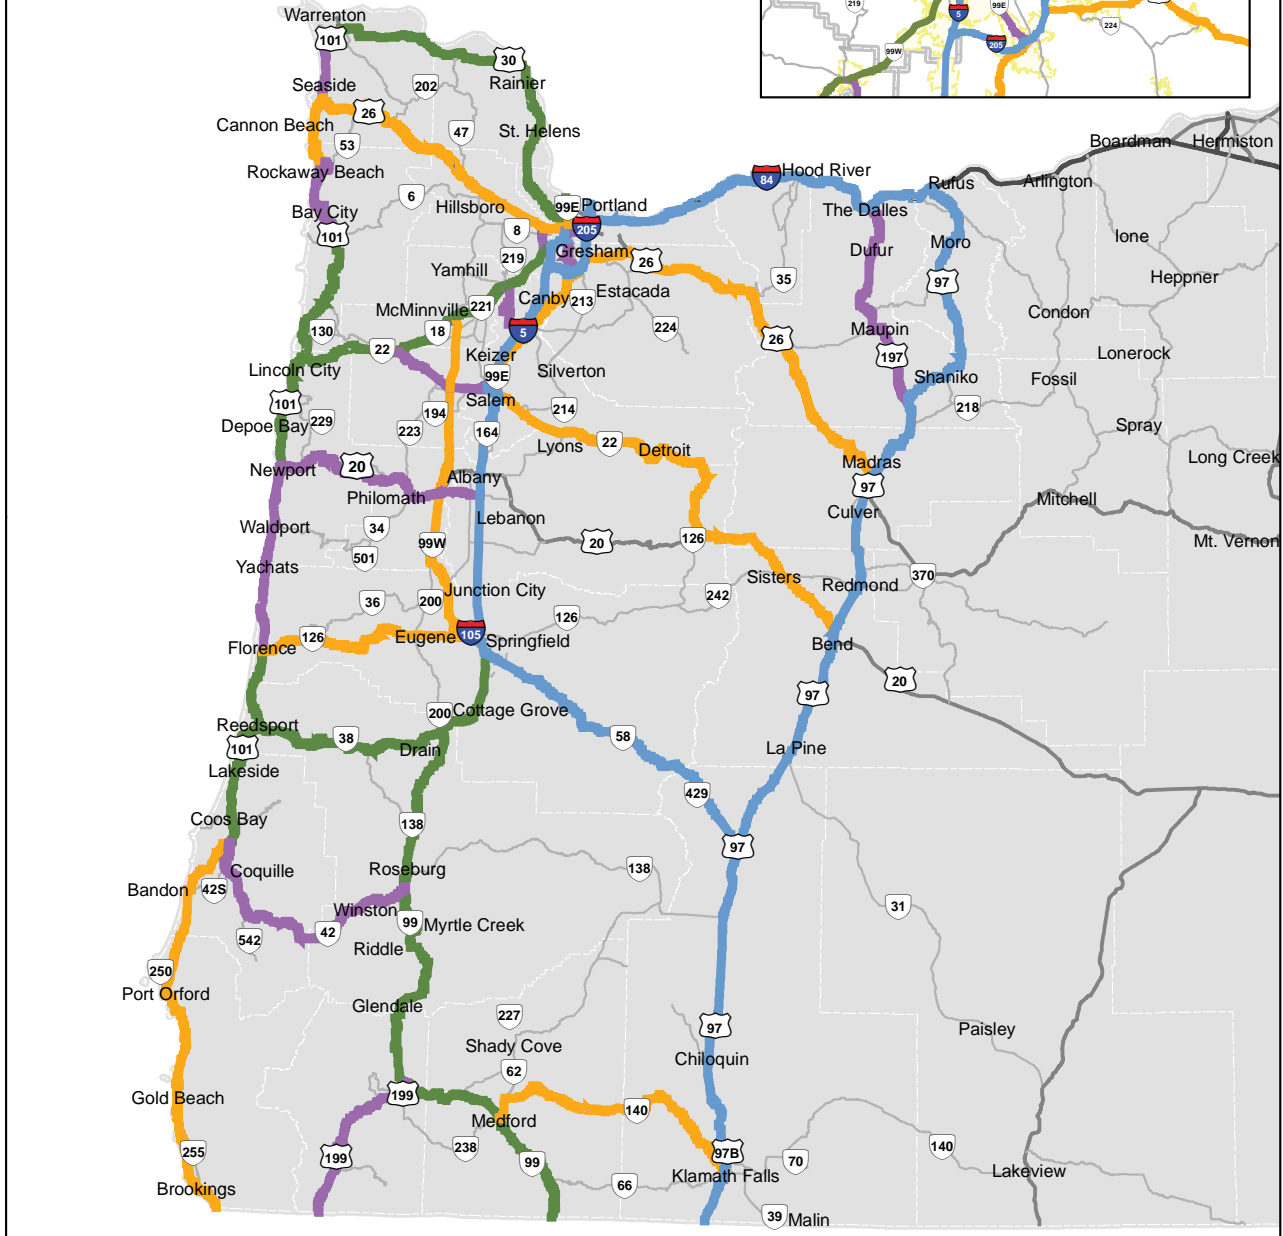 Warrenton
101
30
Rainier
219
5
99E
99W
205
224
Seaside
202
26
Cannon Beach
47
St. Helens
53
Rockaway Beach
Boardman
Hermiston
84
Hood River
Rufus
Arlington
6
Hillsboro
99E
Portland
Bay City
The Dalles
101
8
205
Ione
Gresham
Dufur
Moro
219
26
Yamhill
35
97
Heppner
Canby
213
Estacada
McMinnville
221
Condon
130
18
5
224
26
Maupin
22
Keizer
197
Lonerock
Lincoln City
99E
Silverton
Shaniko
Fossil
101
Salem
194
214
218
Depoe Bay
229
223
164
Spray
Lyons
22
Detroit
Newport
20
Madras
Long Creek
Albany
97
Philomath
Mitchell
Culver
Waldport
34
Lebanon
99W
20
126
Mt. Vernon
501
Yachats
Sisters
Redmond
370
Junction City
242
36
200
126
126
Eugene
105
Springfield
Florence
Bend
20
97
Reedsport
200
Cottage Grove
101
38
Drain
58
La Pine
Lakeside
429
Coos Bay
138
97
Coquille
Roseburg
138
Bandon
42S
Winston
31
542
42
99
Myrtle Creek
Riddle
250
Port Orford
Glendale
227
97
Paisley
Shady Cove
Chiloquin
62
Gold Beach
199
140
Medford
255
199
238
99
97B
70
140
Klamath Falls
Lakeview
Brookings
66
39
Malin